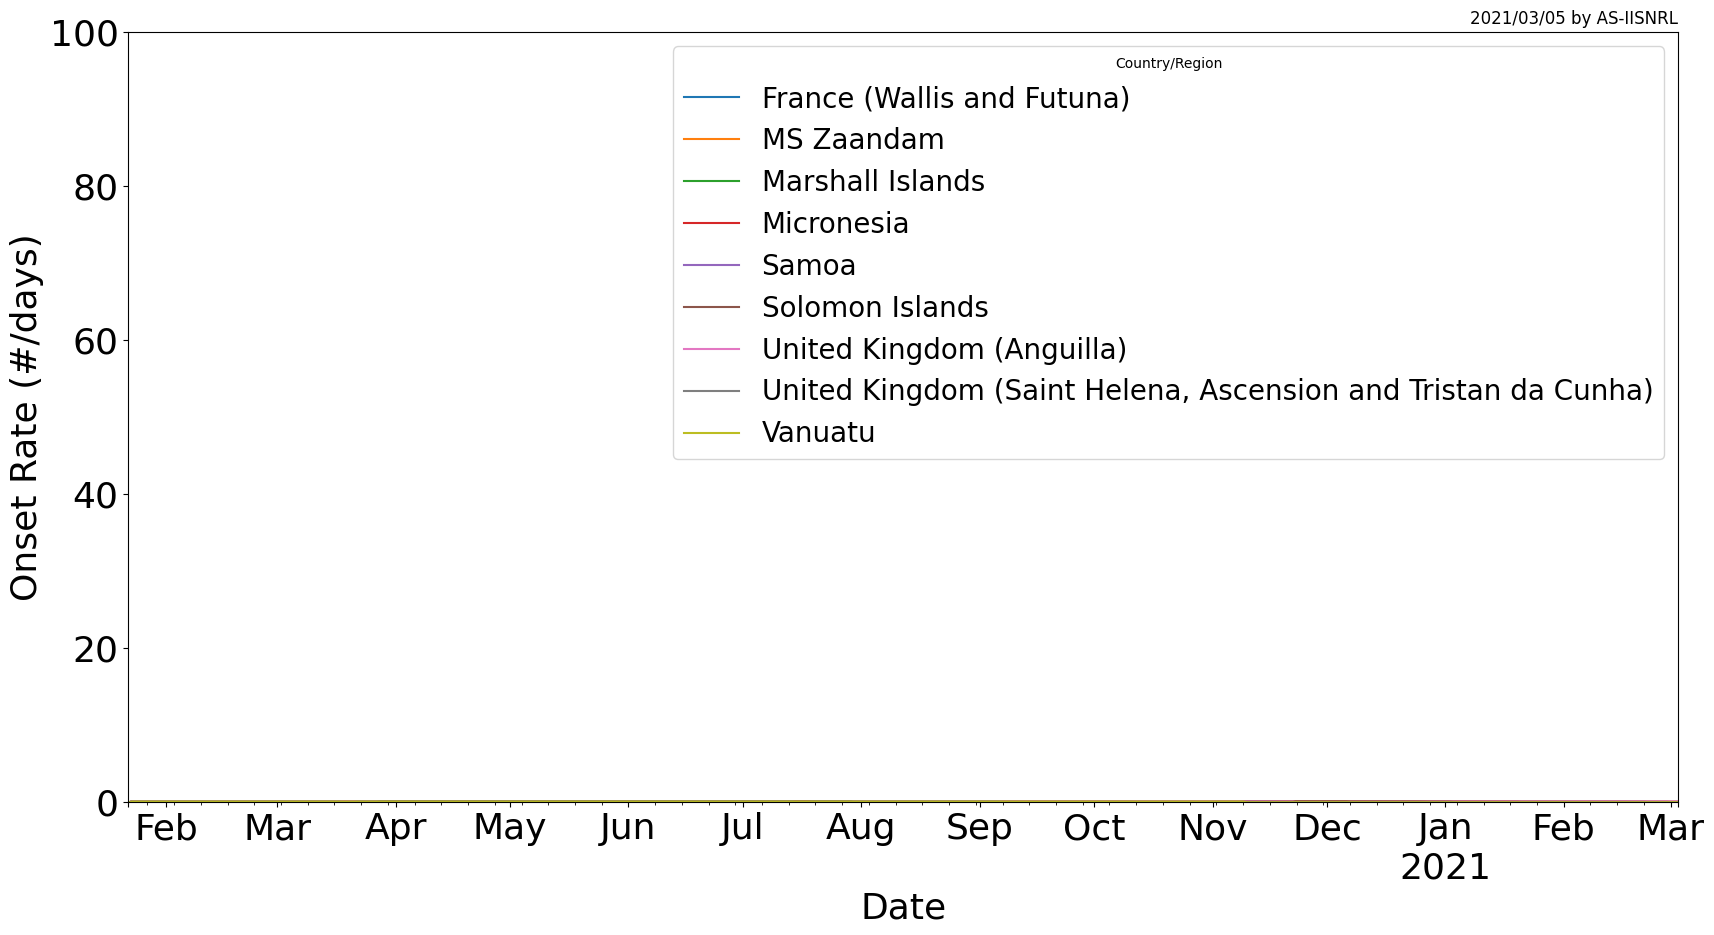 2021/03/05 by AS-IISNRL
Country/Region
France (Wallis and Futuna)
MS Zaandam
Marshall Islands
Micronesia
Samoa
Solomon Islands
United Kingdom (Anguilla)
United Kingdom (Saint Helena, Ascension and Tristan da Cunha)
Vanuatu
Onset Rate (#/days)
100
80
60
40
20
0
Feb Mar Apr May Jun Jul Aug Sep Oct Nov Dec Jan Feb Mar
2021
Date